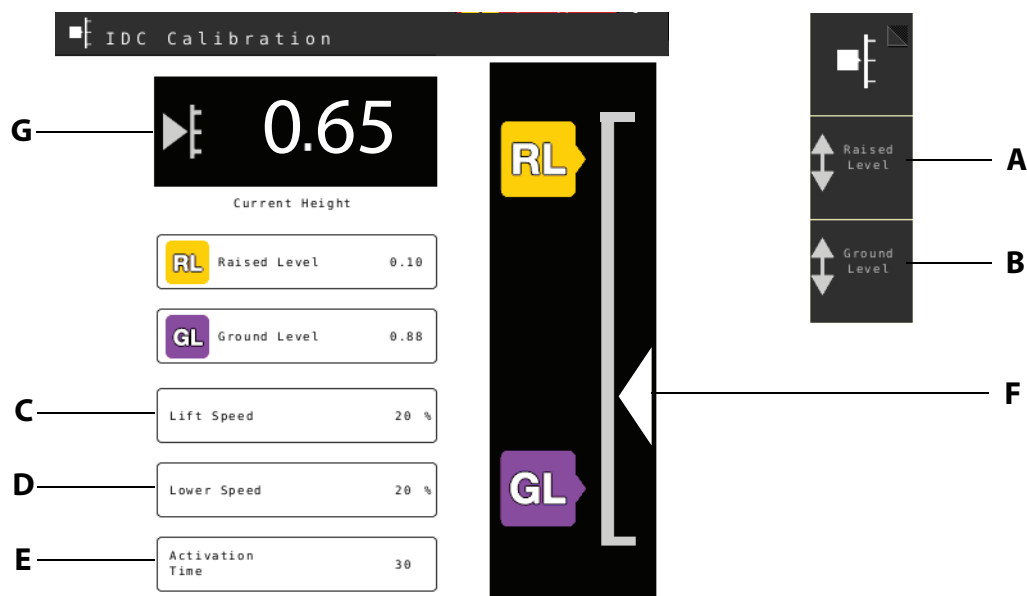 IDC Calibration
G
0.65
Current Height
RL Raised Level 0.10
GL Ground Level 0.88
C
Lift Speed 20 %
D
Lower Speed 20 %
E
Activation
Time
30
RL
GL
F
Raised
Level
A
Ground
Level
B